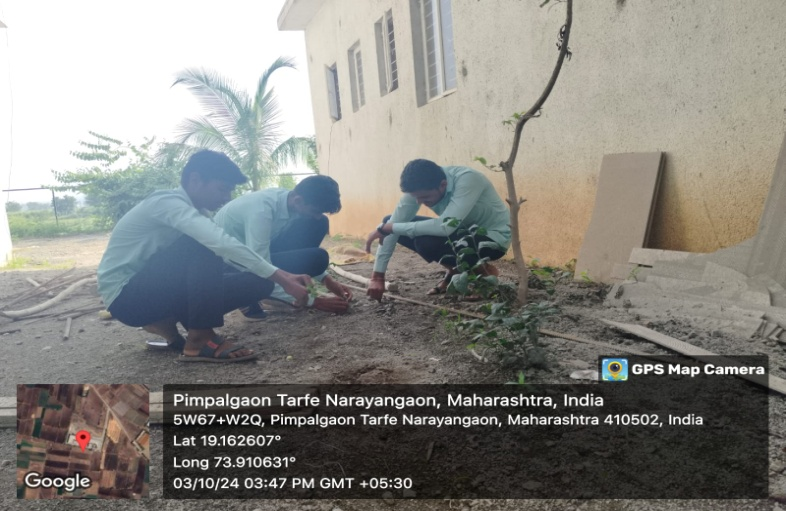 GPS Map Camera
Pimpalgaon Tarfe Narayangaon, Maharashtra, India
5W67+W2Q, Pimpalgaon Tarfe Narayangaon, Maharashtra 410502, India
Lat 19.162607°
Long 73.910631°
03/10/24 03:47 PM GMT +05:30
Google